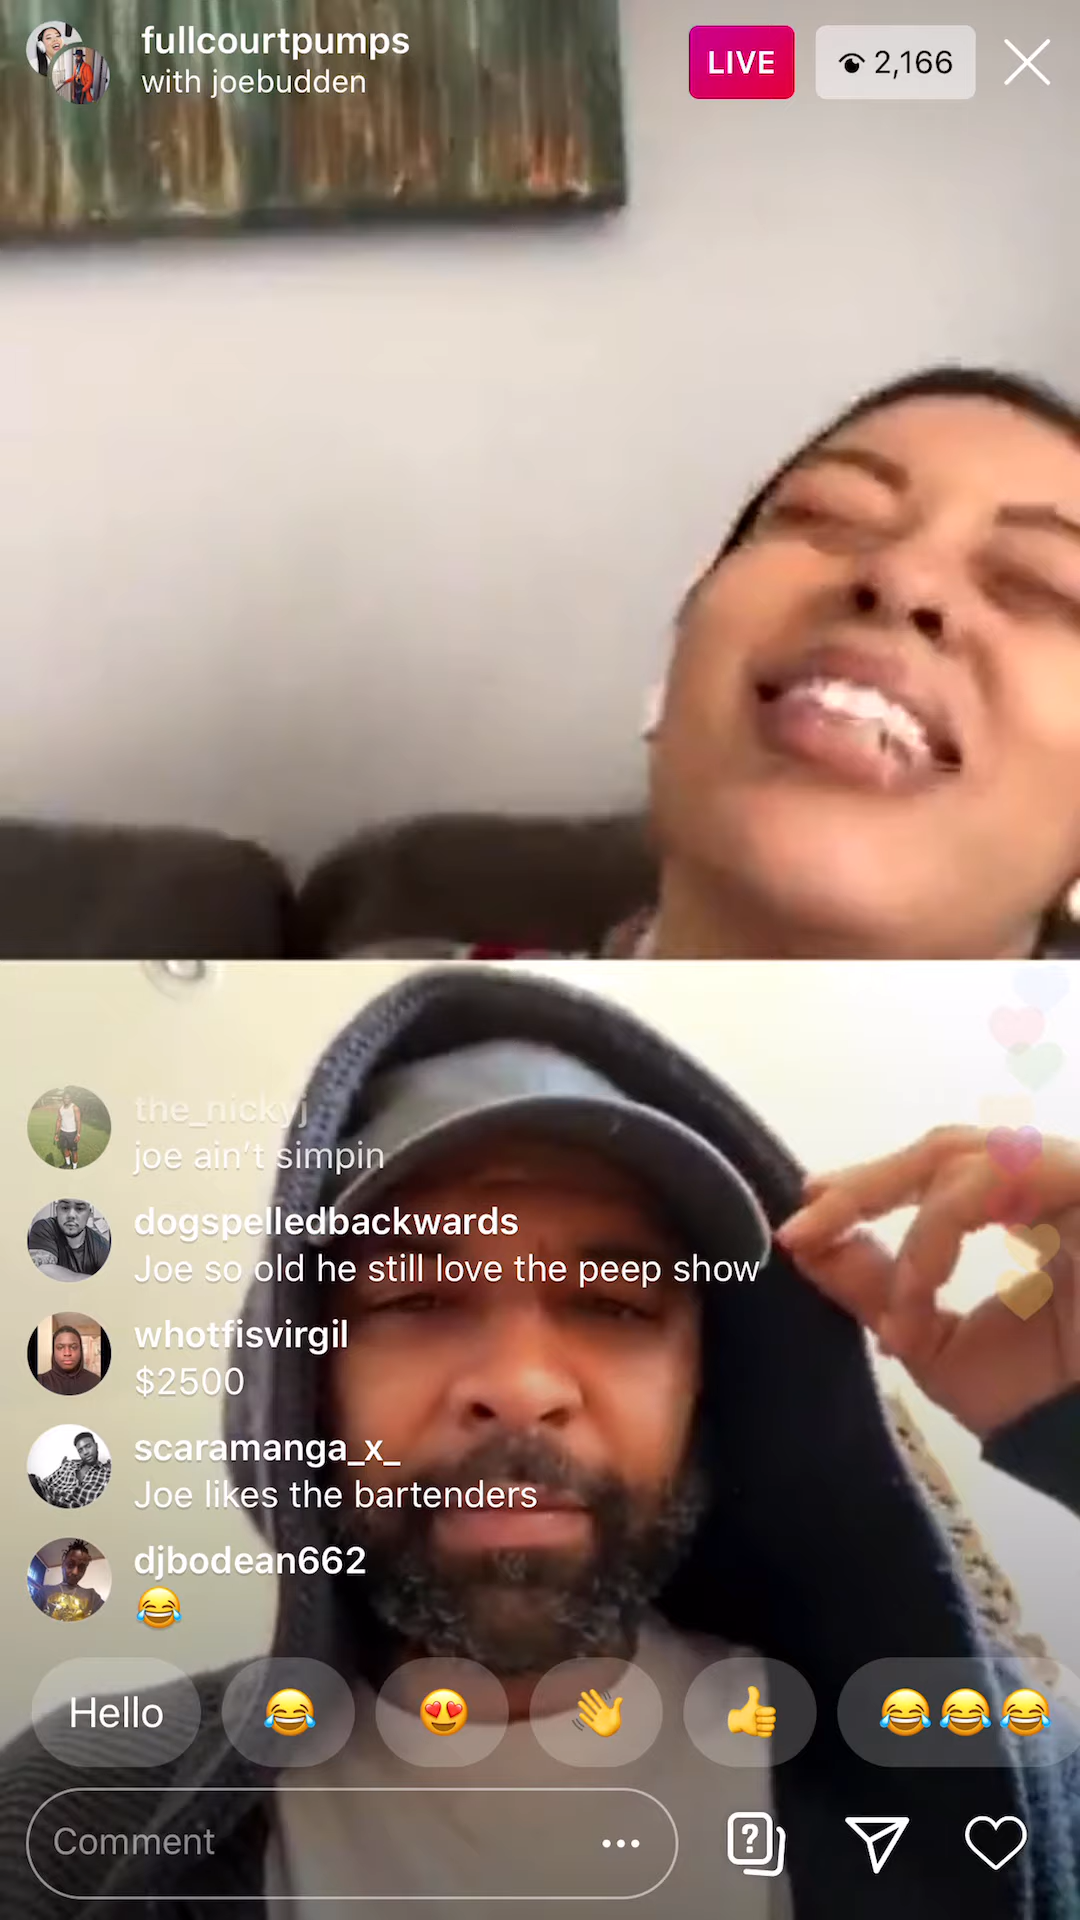 fullcourtpumps
with joebudden
LIVE
2,166
the_nickyj
joe ain't simpin
dogspelledbackwards
Joe so old he still love the peep show
whotfisvirgil
$2500
scaramanga_x_
Joe likes the bartenders
djbodean662
😂
Hello 😂 😍 👋 👍 😂😂😂
Comment